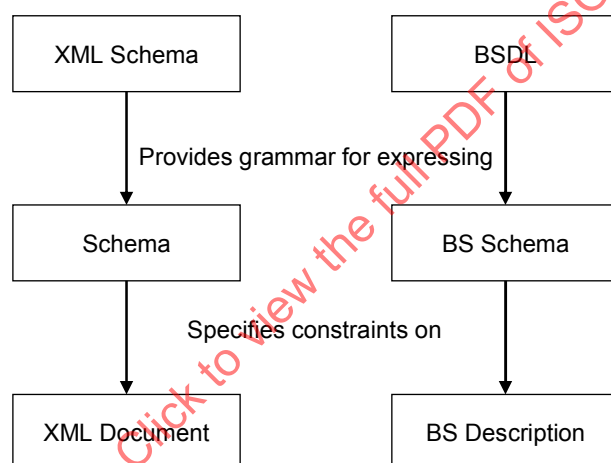 XML Schema
BSDL
Provides grammar for expressing
Schema
BS Schema
Specifies constraints on
XML Document
BS Description
Click to view the full PDF of ISO